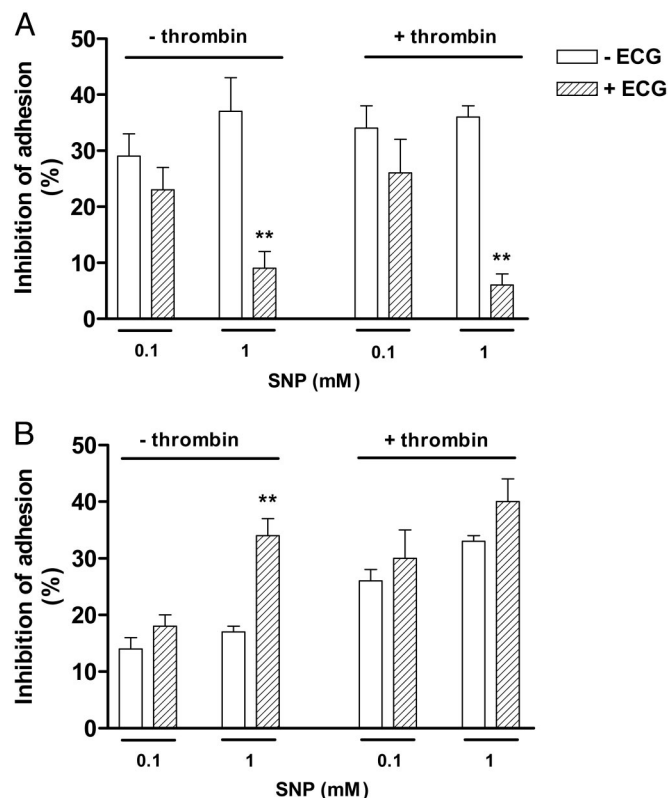 A
- thrombin
+ thrombin
- ECG
+ ECG
Inhibition of adhesion
(%)
50
40
30
20
10
0
**
**
0.1
1
0.1
1
SNP (mM)
B
- thrombin
+ thrombin
Inhibition of adhesion
(%)
50
40
30
20
10
0
**
0.1
1
0.1
1
SNP (mM)